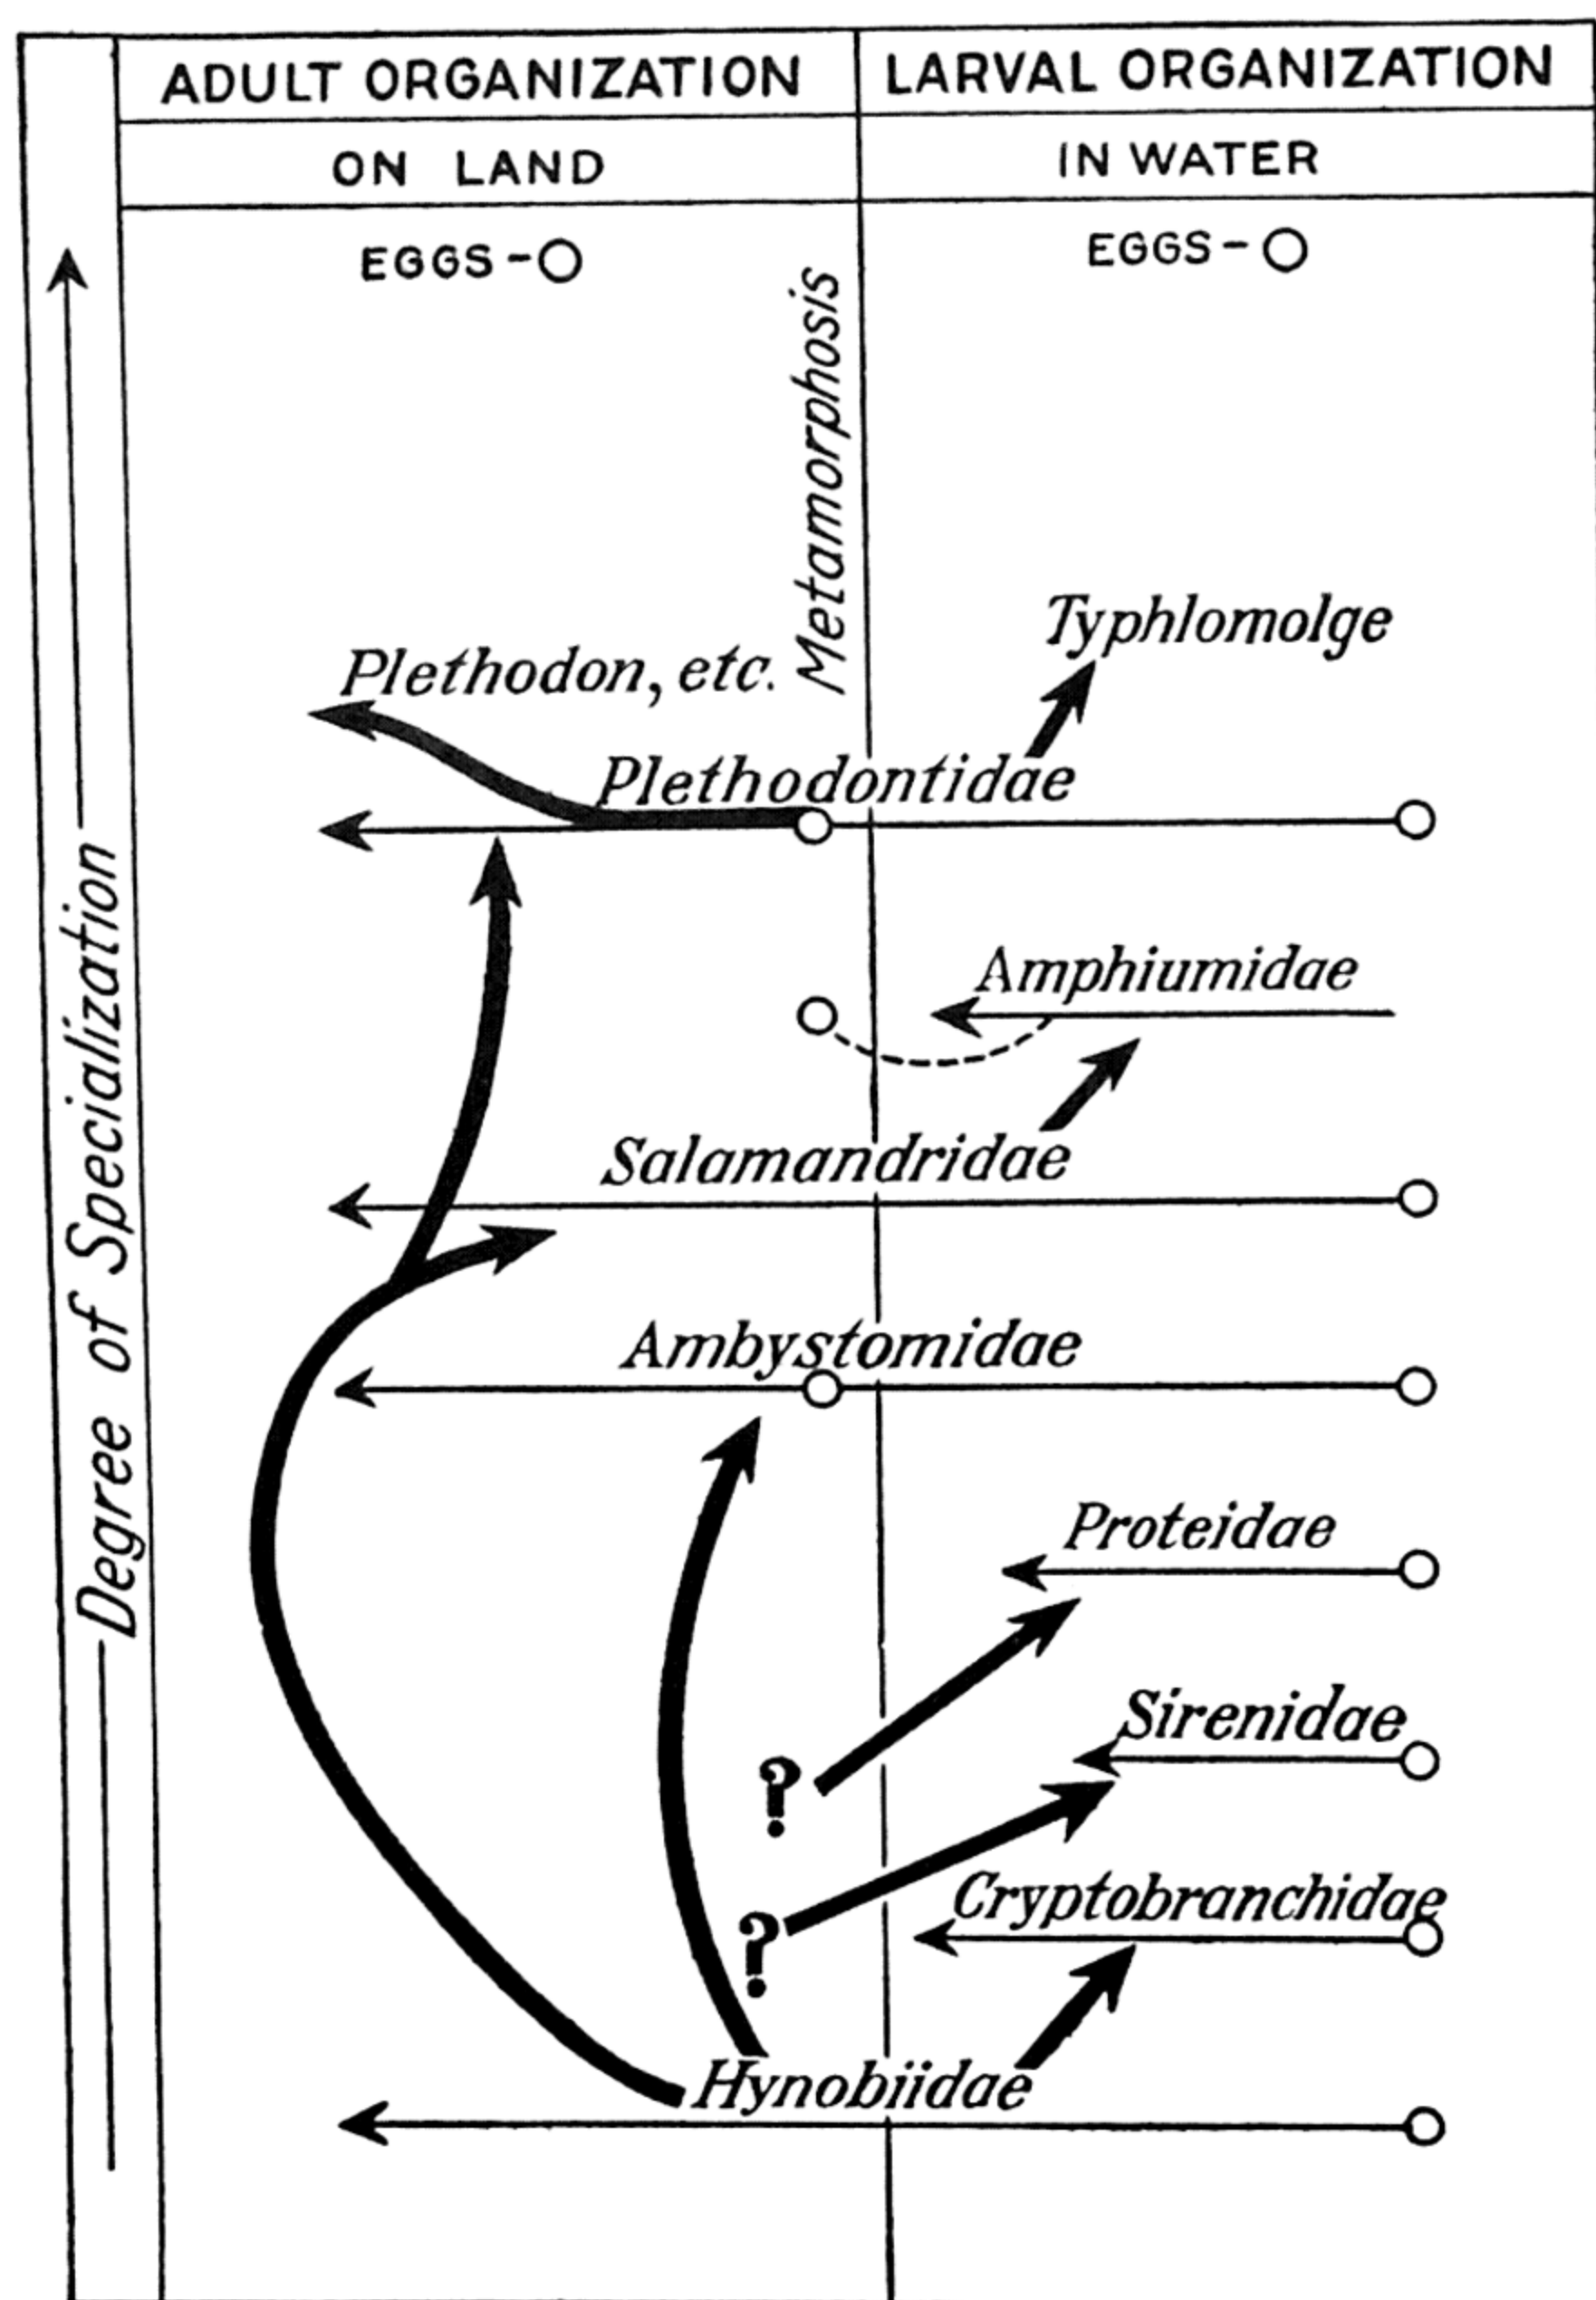 ADULT ORGANIZATION
LARVAL ORGANIZATION
ON LAND
IN WATER
EGGS -
EGGS -
Metamorphosis
Degree of Specialization
Typhlomolge
Plethodon, etc.
Plethodontidae
Amphiumidae
Salamandridae
Ambystomidae
Proteidae
Sirenidae
?
Cryptobranchidae
?
Hynobiidae